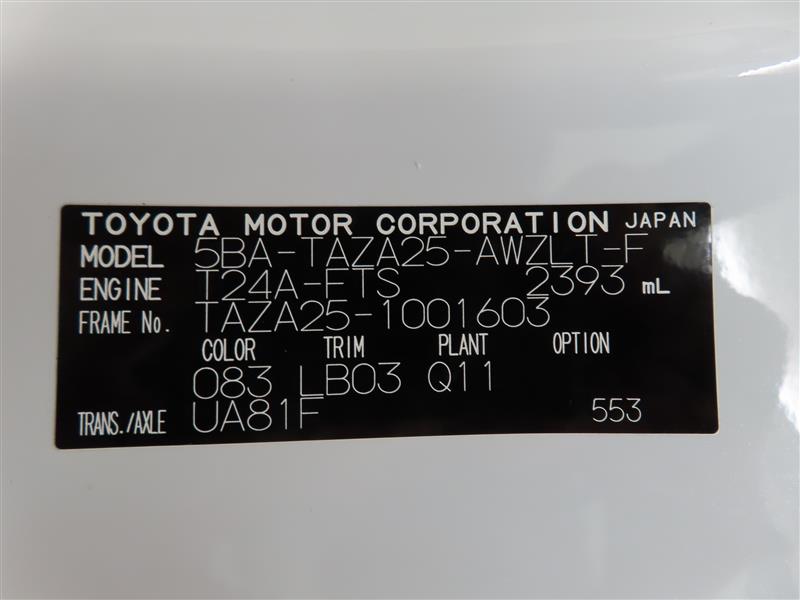 TOYOTA MOTOR CORPORATION JAPAN
MODEL 5BA-TAZA25-AWZLT-F
ENGINE T24A-FTS 2393 mL
FRAME No. TAZA25-1001603
COLOR TRIM PLANT OPTION
083 LB03 Q11
TRANS./AXLE UA81F 553